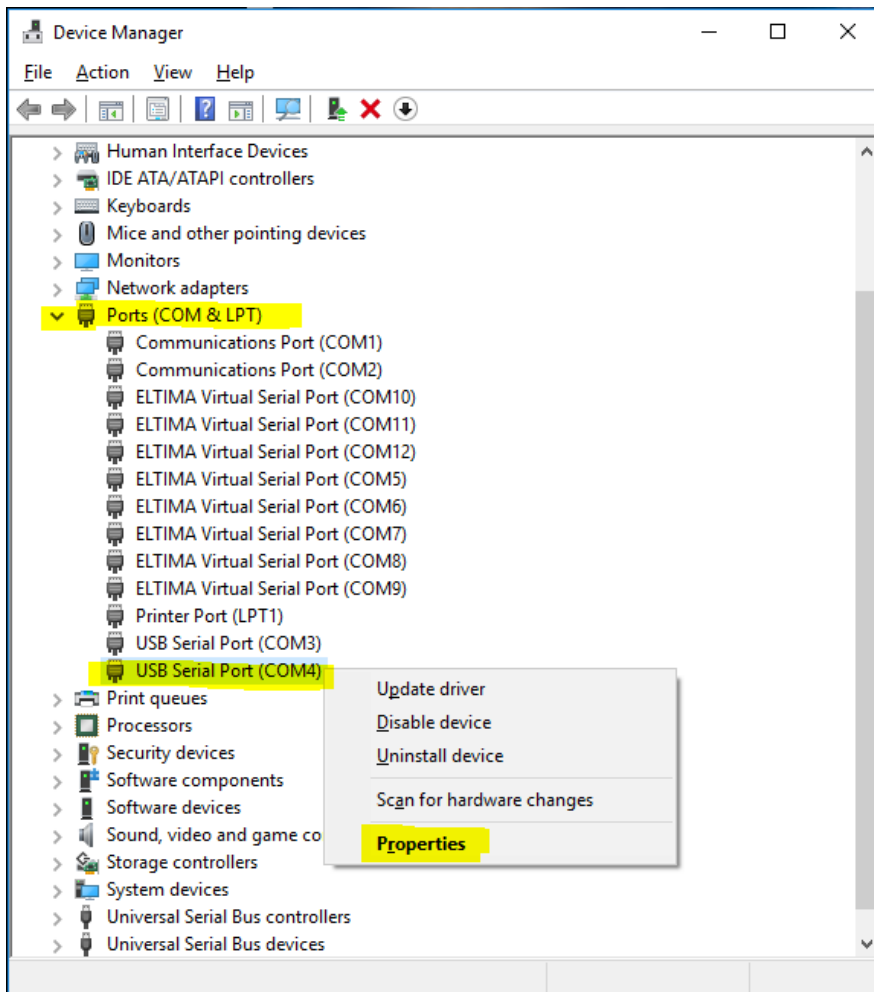 Device Manager
File Action View Help
Human Interface Devices
IDE ATA/ATAPI controllers
Keyboards
Mice and other pointing devices
Monitors
Network adapters
Ports (COM & LPT)
Communications Port (COM1)
Communications Port (COM2)
ELTIMA Virtual Serial Port (COM10)
ELTIMA Virtual Serial Port (COM11)
ELTIMA Virtual Serial Port (COM12)
ELTIMA Virtual Serial Port (COM5)
ELTIMA Virtual Serial Port (COM6)
ELTIMA Virtual Serial Port (COM7)
ELTIMA Virtual Serial Port (COM8)
ELTIMA Virtual Serial Port (COM9)
Printer Port (LPT1)
USB Serial Port (COM3)
USB Serial Port (COM4)
Print queues
Processors
Security devices
Software components
Software devices
Sound, video and game co
Storage controllers
System devices
Universal Serial Bus controllers
Universal Serial Bus devices
Update driver
Disable device
Uninstall device
Scan for hardware changes
Properties